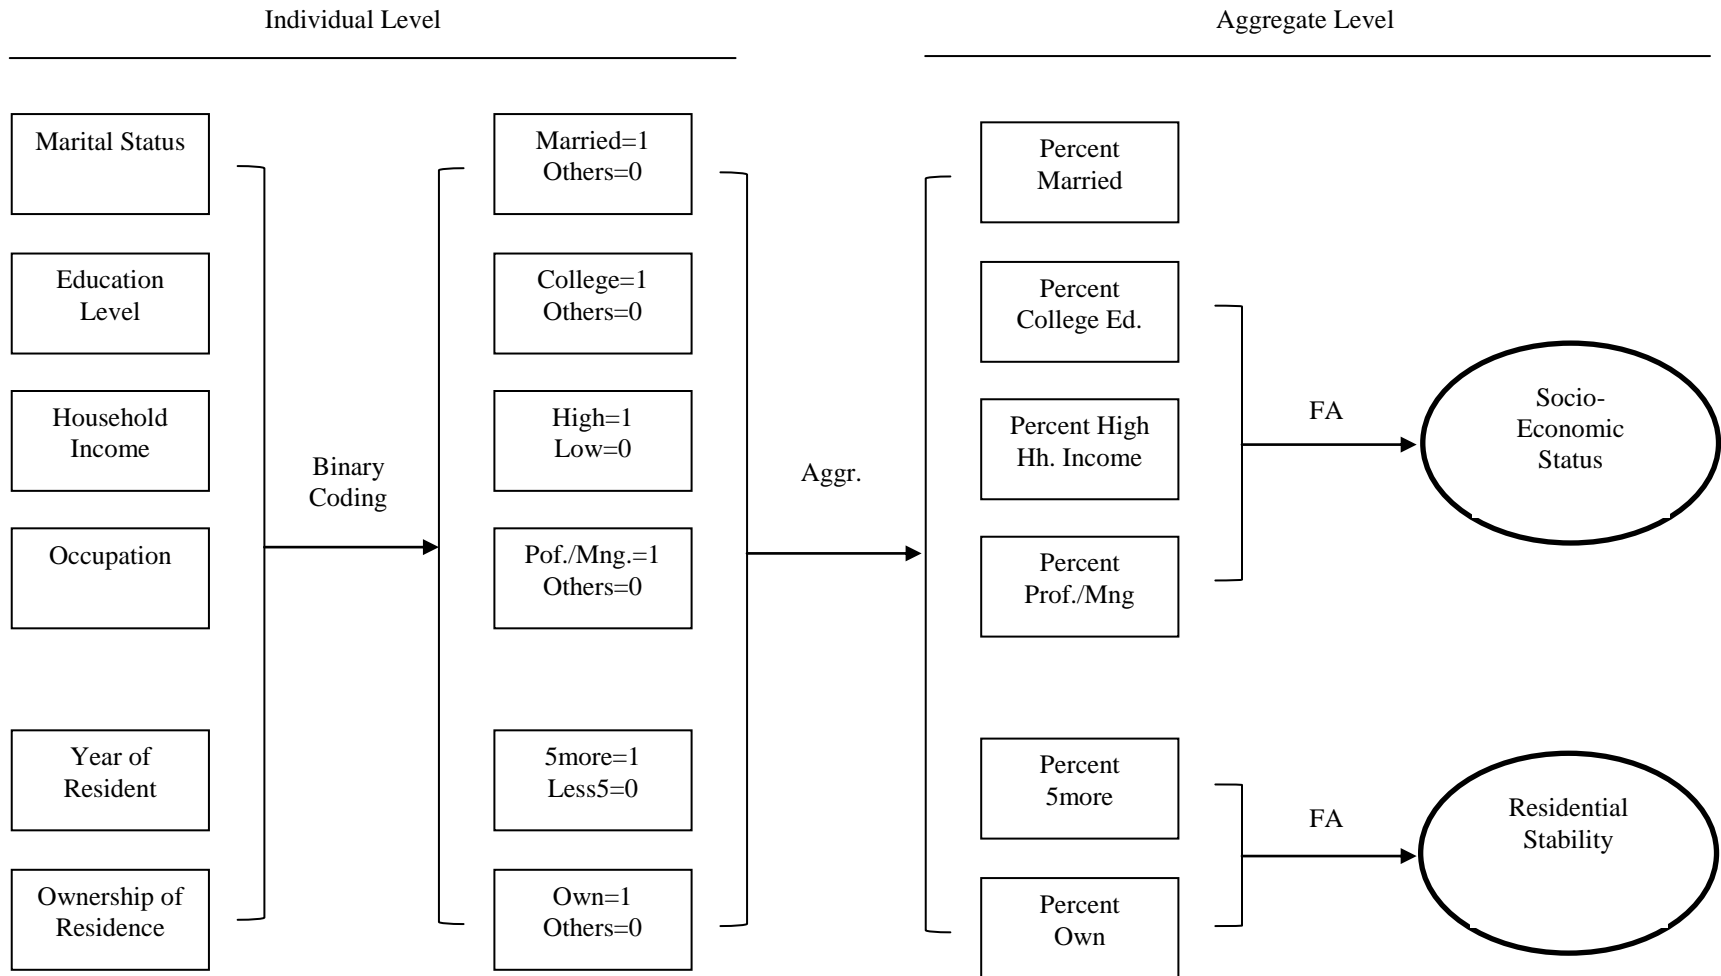 Individual Level
Aggregate Level
Marital Status
Education
Level
Household
Income
Occupation
Year of
Resident
Ownership of
Residence
Binary
Coding
Married=1
Others=0
College=1
Others=0
High=1
Low=0
Pof./Mng.=1
Others=0
5more=1
Less5=0
Own=1
Others=0
Aggr.
Percent
Married
Percent
College Ed.
Percent High
Hh. Income
Percent
Prof./Mng
Percent
5more
Percent
Own
FA
Socio-
Economic
Status
FA
Residential
Stability